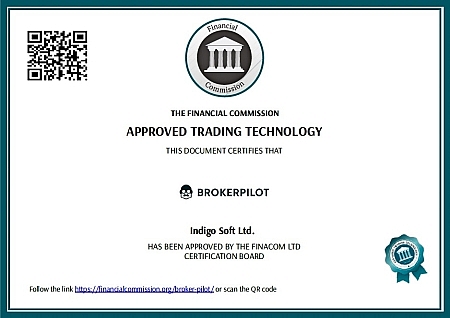 Financial
Commission
THE FINANCIAL COMMISSION
APPROVED TRADING TECHNOLOGY
THIS DOCUMENT CERTIFIES THAT
BROKERPILOT
Indigo Soft Ltd.
HAS BEEN APPROVED BY THE FINACOM LTD
CERTIFICATION BOARD
Follow the link https://financialcommission.org/broker-pilot/ or scan the QR code